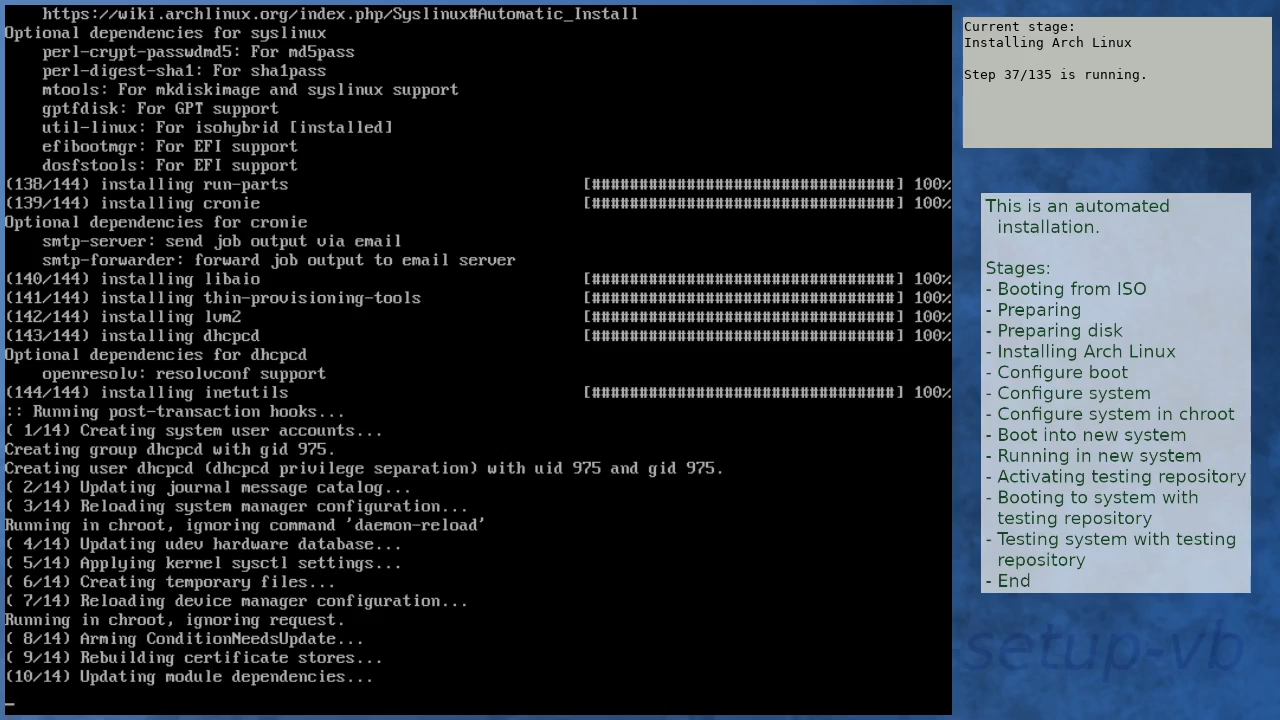 https://wiki.archlinux.org/index.php/Syslinux#Automatic_Install
Optional dependencies for syslinux
    perl-crypt-passwdmd5: For md5pass
    perl-digest-sha1: For sha1pass
    mtools: For mkdiskimage and syslinux support
    gptfdisk: For GPT support
    util-linux: For isohybrid [installed]
    efibootmgr: For EFI support
    dosfstools: For EFI support
(138/144) installing run-parts [################################] 100%
(139/144) installing cronie [################################] 100%
Optional dependencies for cronie
    smtp-server: send job output via email
    smtp-forwarder: forward job output to email server
(140/144) installing libaio [################################] 100%
(141/144) installing thin-provisioning-tools [################################] 100%
(142/144) installing lvm2 [################################] 100%
(143/144) installing dhcpcd [################################] 100%
Optional dependencies for dhcpcd
    openresolv: resolvconf support
(144/144) installing inetutils [################################] 100%
:: Running post-transaction hooks...
( 1/14) Creating system user accounts...
Creating group dhcpcd with gid 975.
Creating user dhcpcd (dhcpcd privilege separation) with uid 975 and gid 975.
( 2/14) Updating journal message catalog...
( 3/14) Reloading system manager configuration...
Running in chroot, ignoring command 'daemon-reload'
( 4/14) Updating udev hardware database...
( 5/14) Applying kernel sysctl settings...
( 6/14) Creating temporary files...
( 7/14) Reloading device manager configuration...
Running in chroot, ignoring request.
( 8/14) Arming ConditionNeedsUpdate...
( 9/14) Rebuilding certificate stores...
(10/14) Updating module dependencies...
Current stage:
Installing Arch Linux
Step 37/135 is running.
This is an automated
installation.
Stages:
- Booting from ISO
- Preparing
- Preparing disk
- Installing Arch Linux
- Configure boot
- Configure system
- Configure system in chroot
- Boot into new system
- Running in new system
- Activating testing repository
- Booting to system with
testing repository
- Testing system with testing
repository
- End
-setup-vb